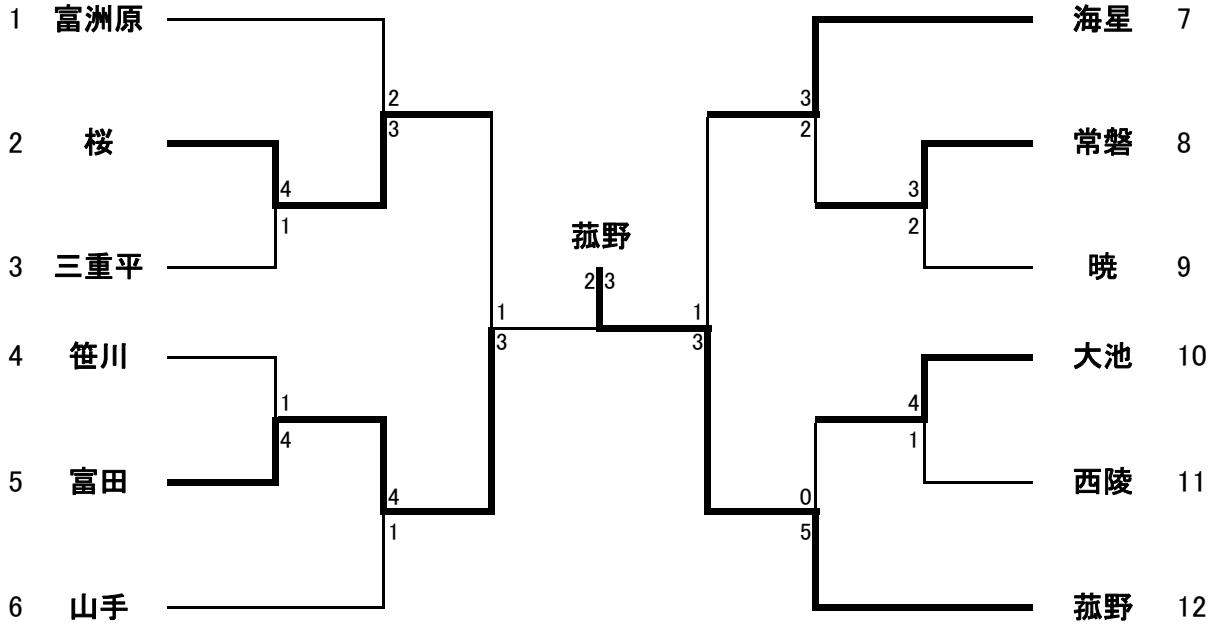 1 富洲原
海星 7
2 3
3 2
2 桜
常磐 8
4 1
3 2
3 三重平
暁 9
菰野
2 3
1 3
1 3
4 笹川
大池 10
1 4
4 1
5 富田
西陵 11
4 1
0 5
6 山手
菰野 12